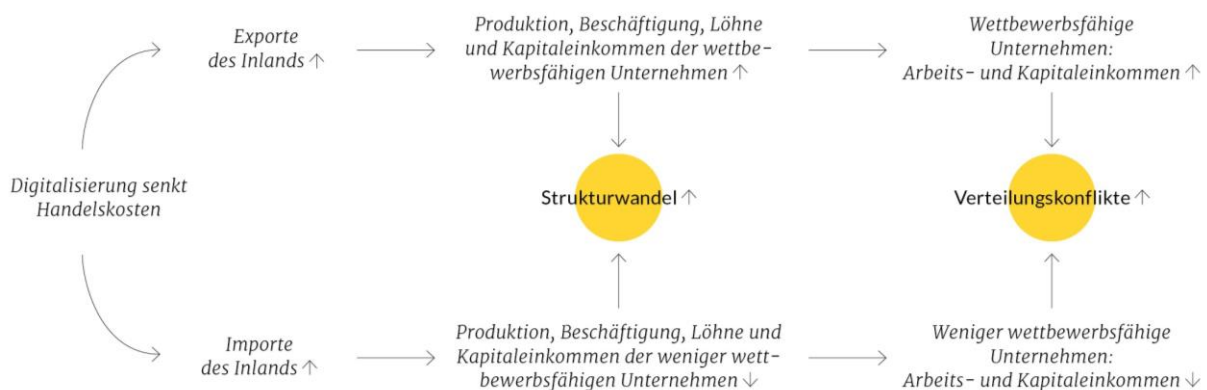 Exporte
des Inlands ↑
Produktion, Beschäftigung, Löhne
und Kapitaleinkommen der wettbe-
werbsfähigen Unternehmen ↑
Wettbewerbsfähige
Unternehmen:
Arbeits- und Kapitaleinkommen ↑
Digitalisierung senkt
Handelskosten
Strukturwandel ↑
Verteilungskonflikte ↑
Importe
des Inlands ↑
Produktion, Beschäftigung, Löhne und
Kapitaleinkommen der weniger wett-
bewerbsfähigen Unternehmen ↓
Weniger wettbewerbsfähige
Unternehmen:
Arbeits- und Kapitaleinkommen ↓